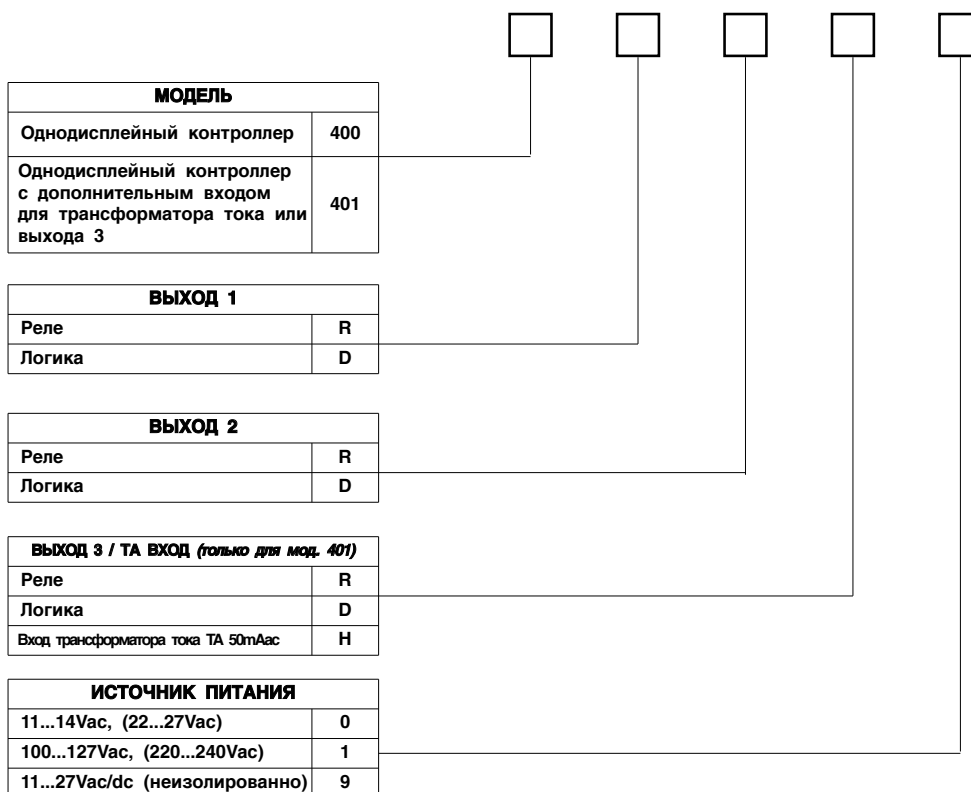 МОДЕЛЬ
Однодисплейный контроллер 400
Однодисплейный контроллер
с дополнительным входом
для трансформатора тока или
выхода 3
401
ВЫХОД 1
Реле R
Логика D
ВЫХОД 2
Реле R
Логика D
ВЫХОД 3 / ТА ВХОД (только для мод. 401)
Реле R
Логика D
Вход трансформатора тока ТА 50mAac H
ИСТОЧНИК ПИТАНИЯ
11...14Vac, (22...27Vac) 0
100...127Vac, (220...240Vac) 1
11...27Vac/dc (неизолированно) 9